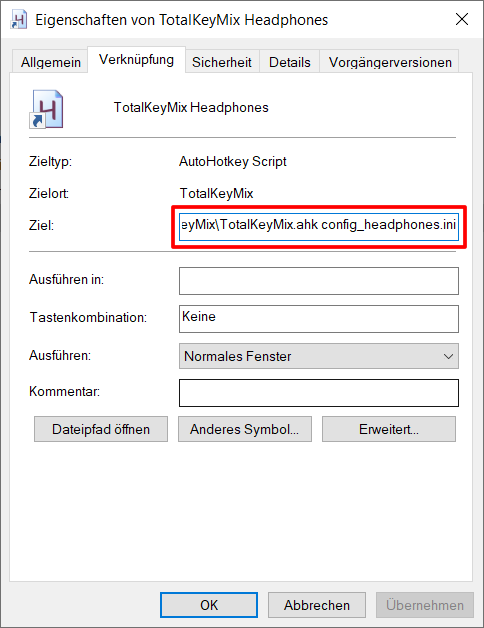 Eigenschaften von TotalKeyMix Headphones
Allgemein Verknüpfung Sicherheit Details Vorgängerversionen
TotalKeyMix Headphones
Zieltyp: AutoHotkey Script
Zielort: TotalKeyMix
Ziel: eyMix\TotalKeyMix.ahk config_headphones.ini
Ausführen in:
Tastenkombination: Keine
Ausführen: Normales Fenster
Kommentar:
Dateipfad öffnen Anderes Symbol... Erweitert...
OK Abbrechen Übernehmen